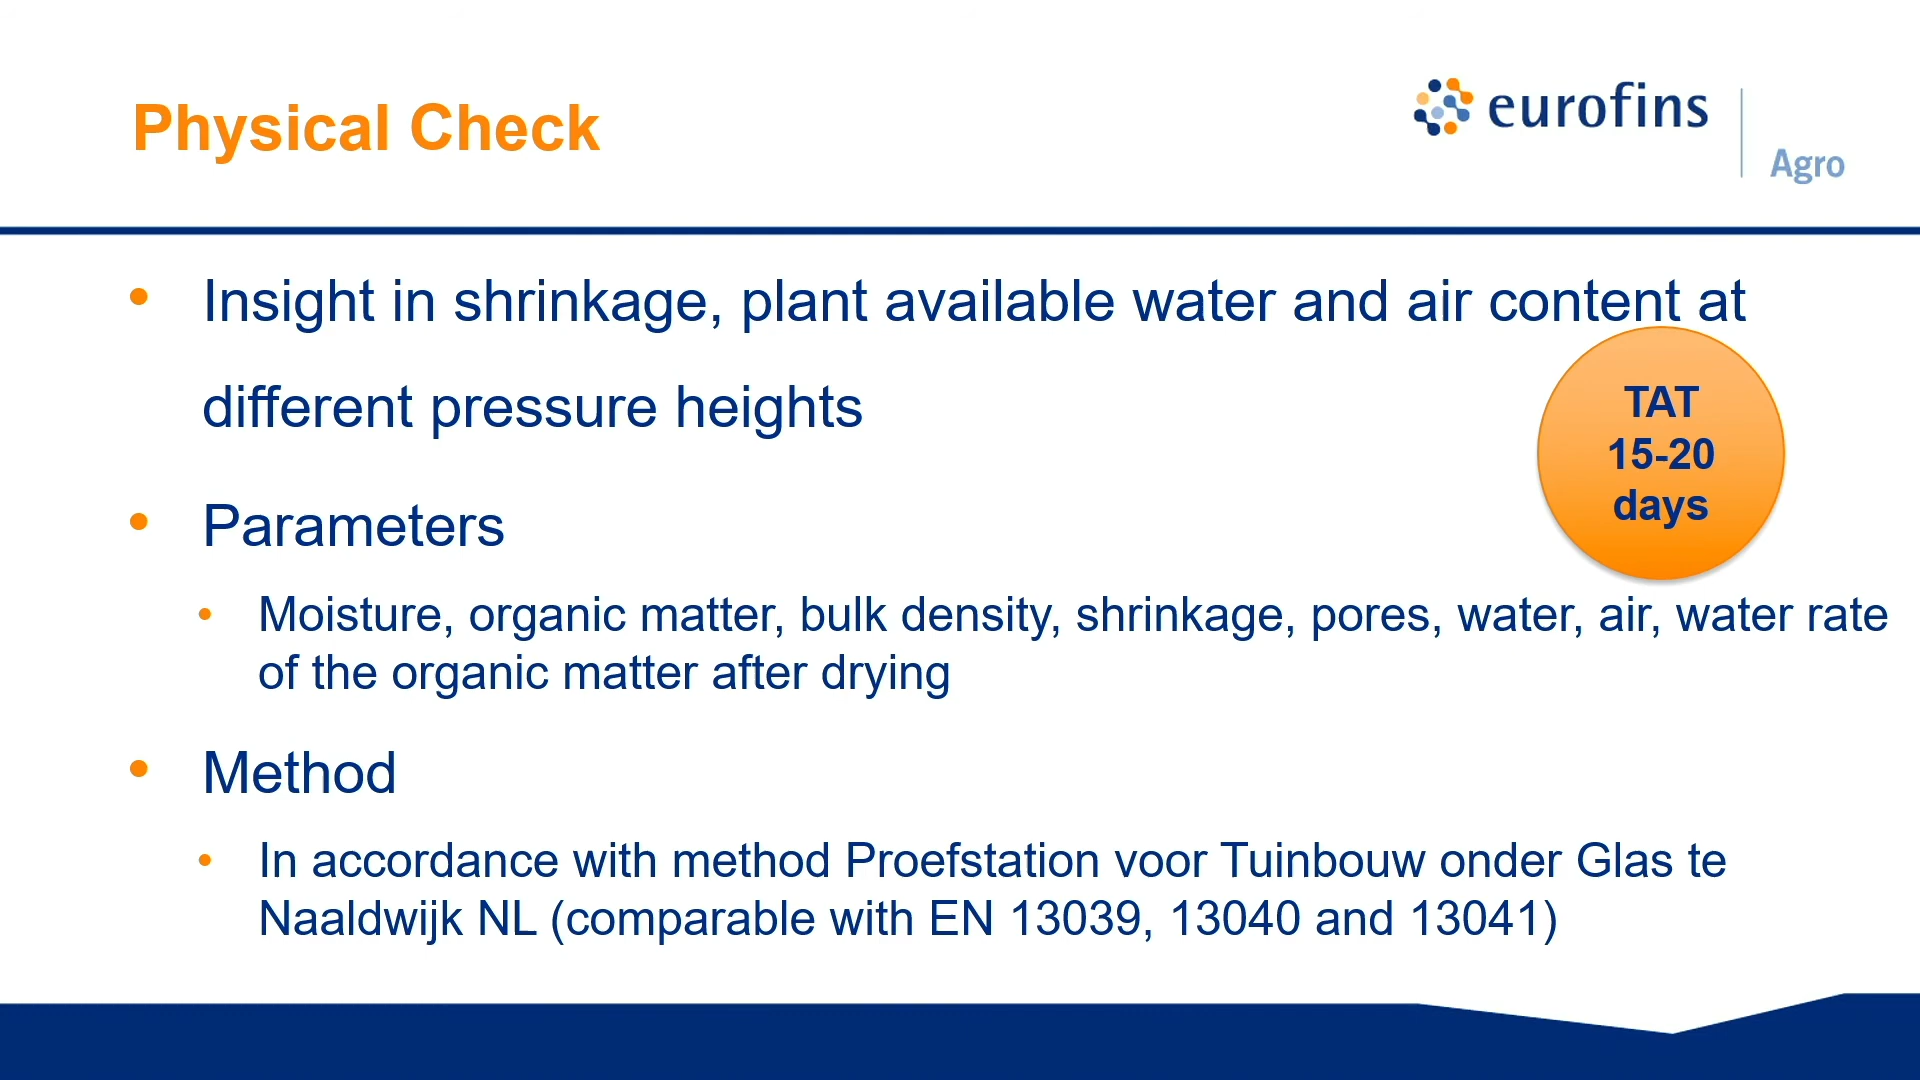 Physical Check
eurofins
Agro
• Insight in shrinkage, plant available water and air content at
different pressure heights
TAT
15-20
days
• Parameters
• Moisture, organic matter, bulk density, shrinkage, pores, water, air, water rate
of the organic matter after drying
• Method
• In accordance with method Proefstation voor Tuinbouw onder Glas te
Naaldwijk NL (comparable with EN 13039, 13040 and 13041)